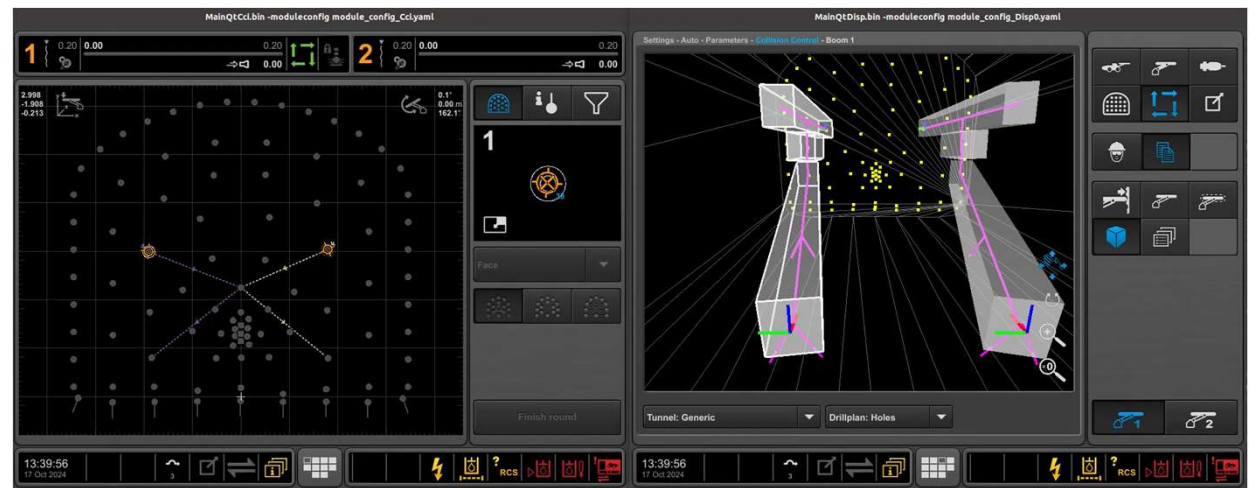 MainQtCci.bin -moduleconfig module_config_Cci.yaml
1
0.20
0.00
0.20
0.00
2
0.20
0.00
0.20
0.00
2.998
-1.908
-0.213
0.1°
0.00 m
162.1°
1
Face
Finish round
13:39:56
17 Oct 2024
3
?
RCS
MainQtDisp.bin -moduleconfig module_config_Disp0.yaml
Settings - Auto - Parameters - Collision Control - Boom 1
Tunnel: Generic
Drillplan: Holes
1
2
13:39:56
17 Oct 2024
3
?
RCS